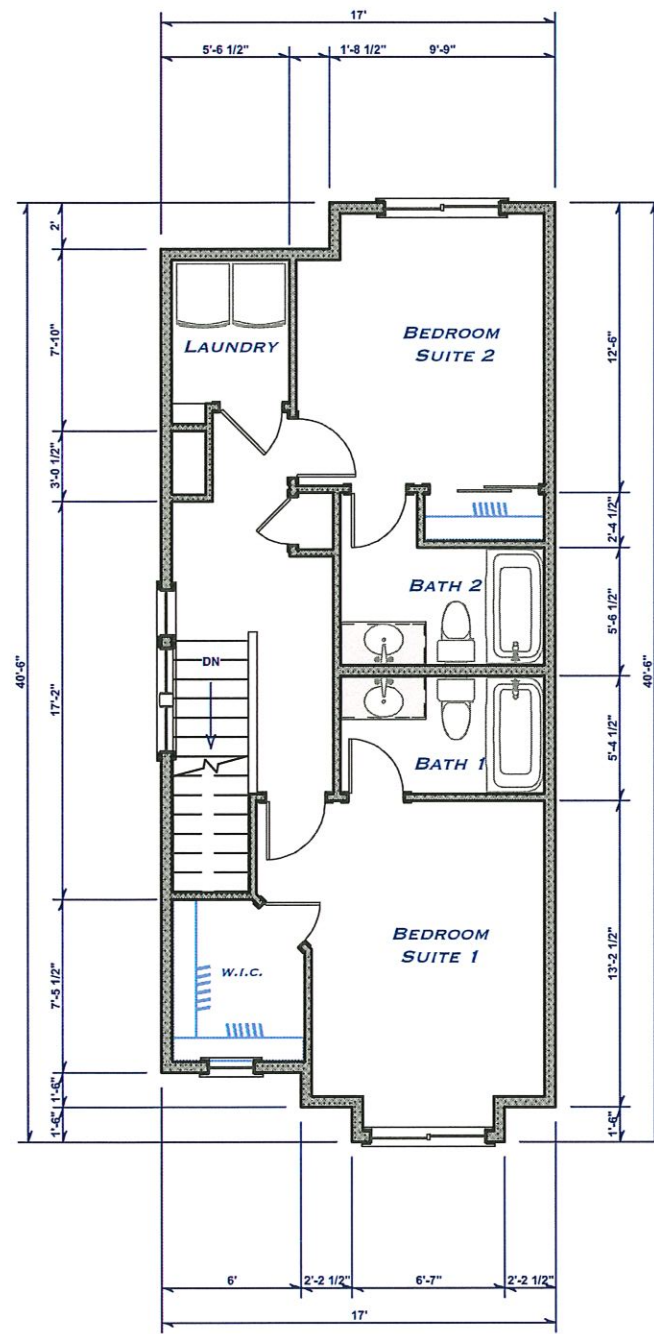 17'
5'-6 1/2"
1'-8 1/2"
9'-9"
2'
7'-10"
3'-0 1/2"
17'-2"
7'-5 1/2"
1'-6"
1'-6"
40'-6"
LAUNDRY
BEDROOM
SUITE 2
BATH 2
DN
BATH 1
BEDROOM
SUITE 1
W.I.C.
12'-6"
2'-4 1/2"
5'-6 1/2"
5'-4 1/2"
13'-2 1/2"
1'-6"
40'-6"
6'
2'-2 1/2"
6'-7"
2'-2 1/2"
17'